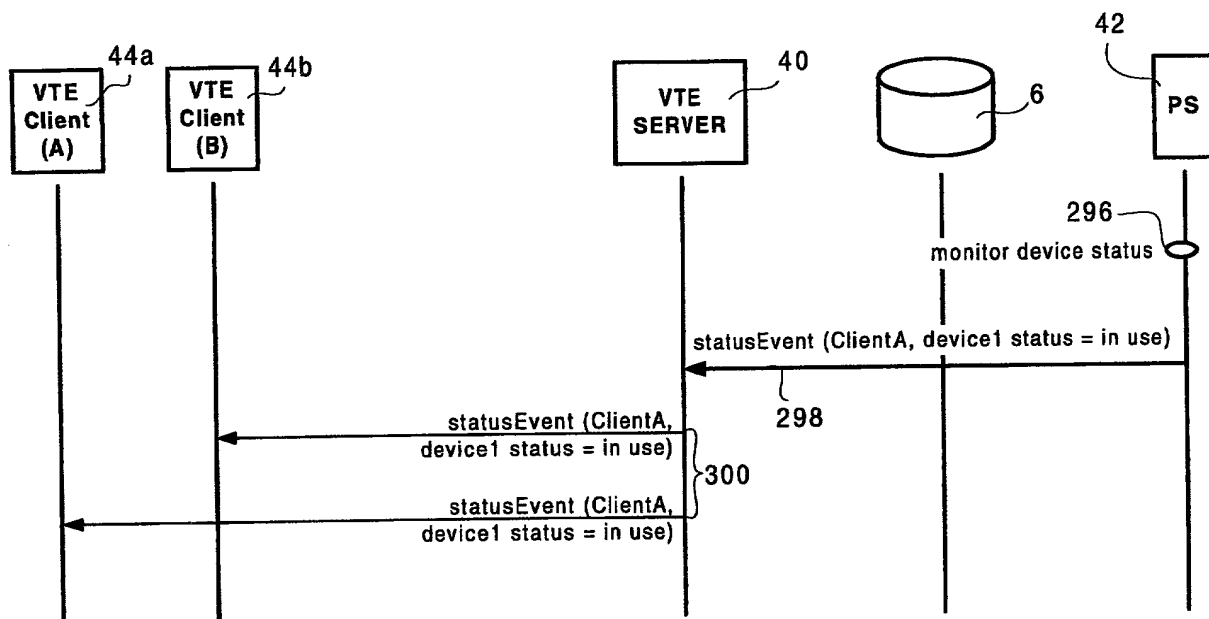 44a
44b
40
6
42
VTE
Client
(A)
VTE
Client
(B)
VTE
SERVER
PS
296
monitor device status
statusEvent (ClientA, device1 status = in use)
298
statusEvent (ClientA,
device1 status = in use)
300
statusEvent (ClientA,
device1 status = in use)